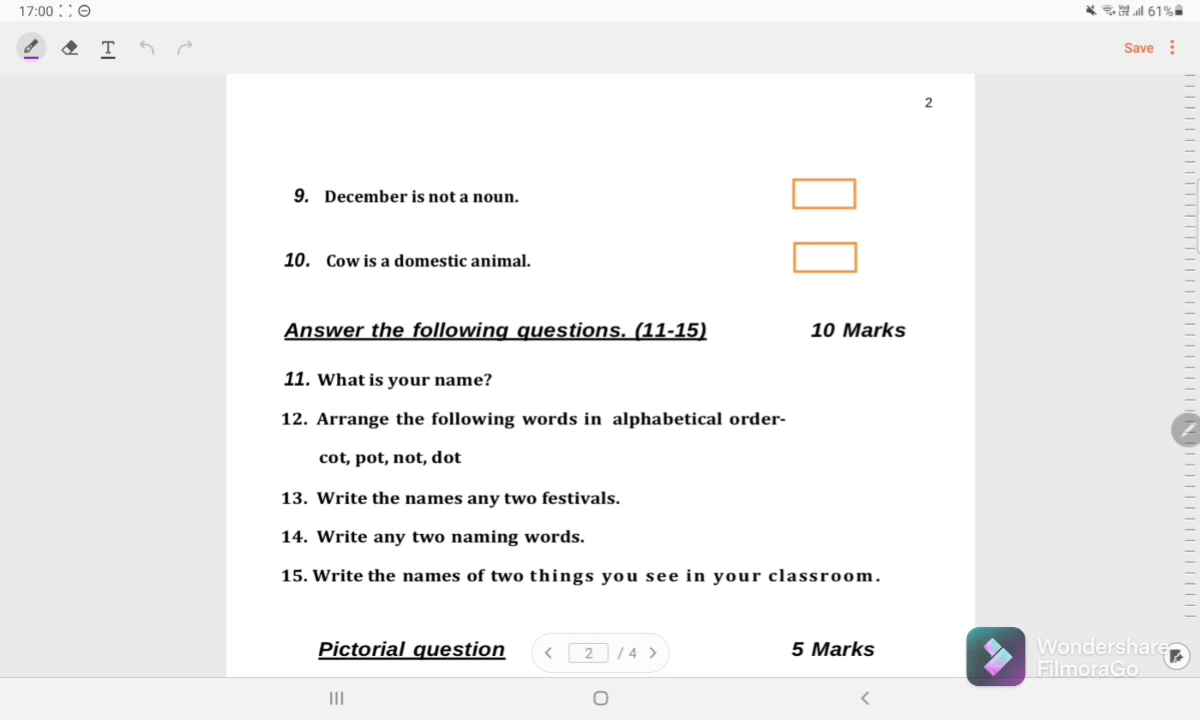 17:00 61%
T Save
2
9. December is not a noun.
10. Cow is a domestic animal.
Answer the following questions. (11-15) 10 Marks
11. What is your name?
12. Arrange the following words in alphabetical order-
cot, pot, not, dot
13. Write the names any two festivals.
14. Write any two naming words.
15. Write the names of two things you see in your classroom.
Pictorial question 5 Marks
2 / 4
Wondershare
FilmoraGo